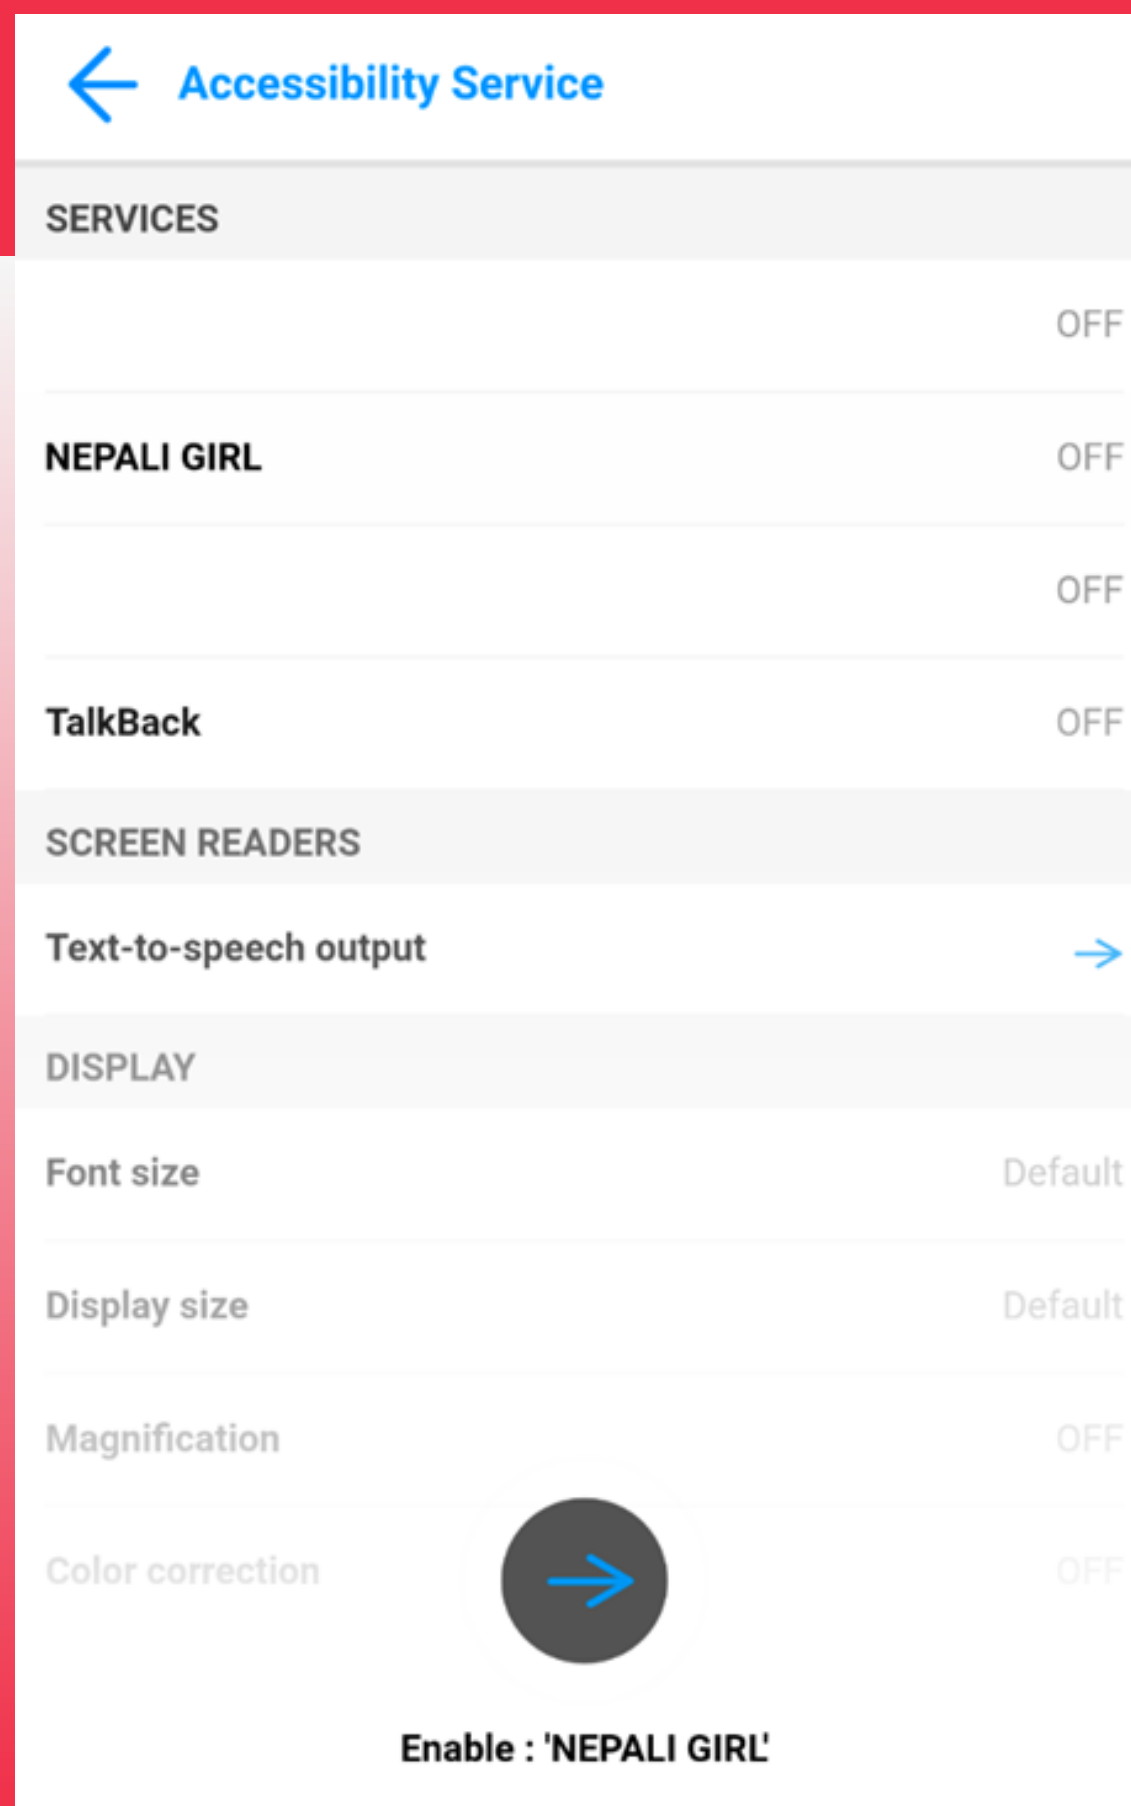 Accessibility Service
SERVICES
OFF
NEPALI GIRL OFF
OFF
TalkBack OFF
SCREEN READERS
Text-to-speech output
DISPLAY
Font size Default
Display size Default
Magnification OFF
Color correction OFF
Enable : 'NEPALI GIRL'